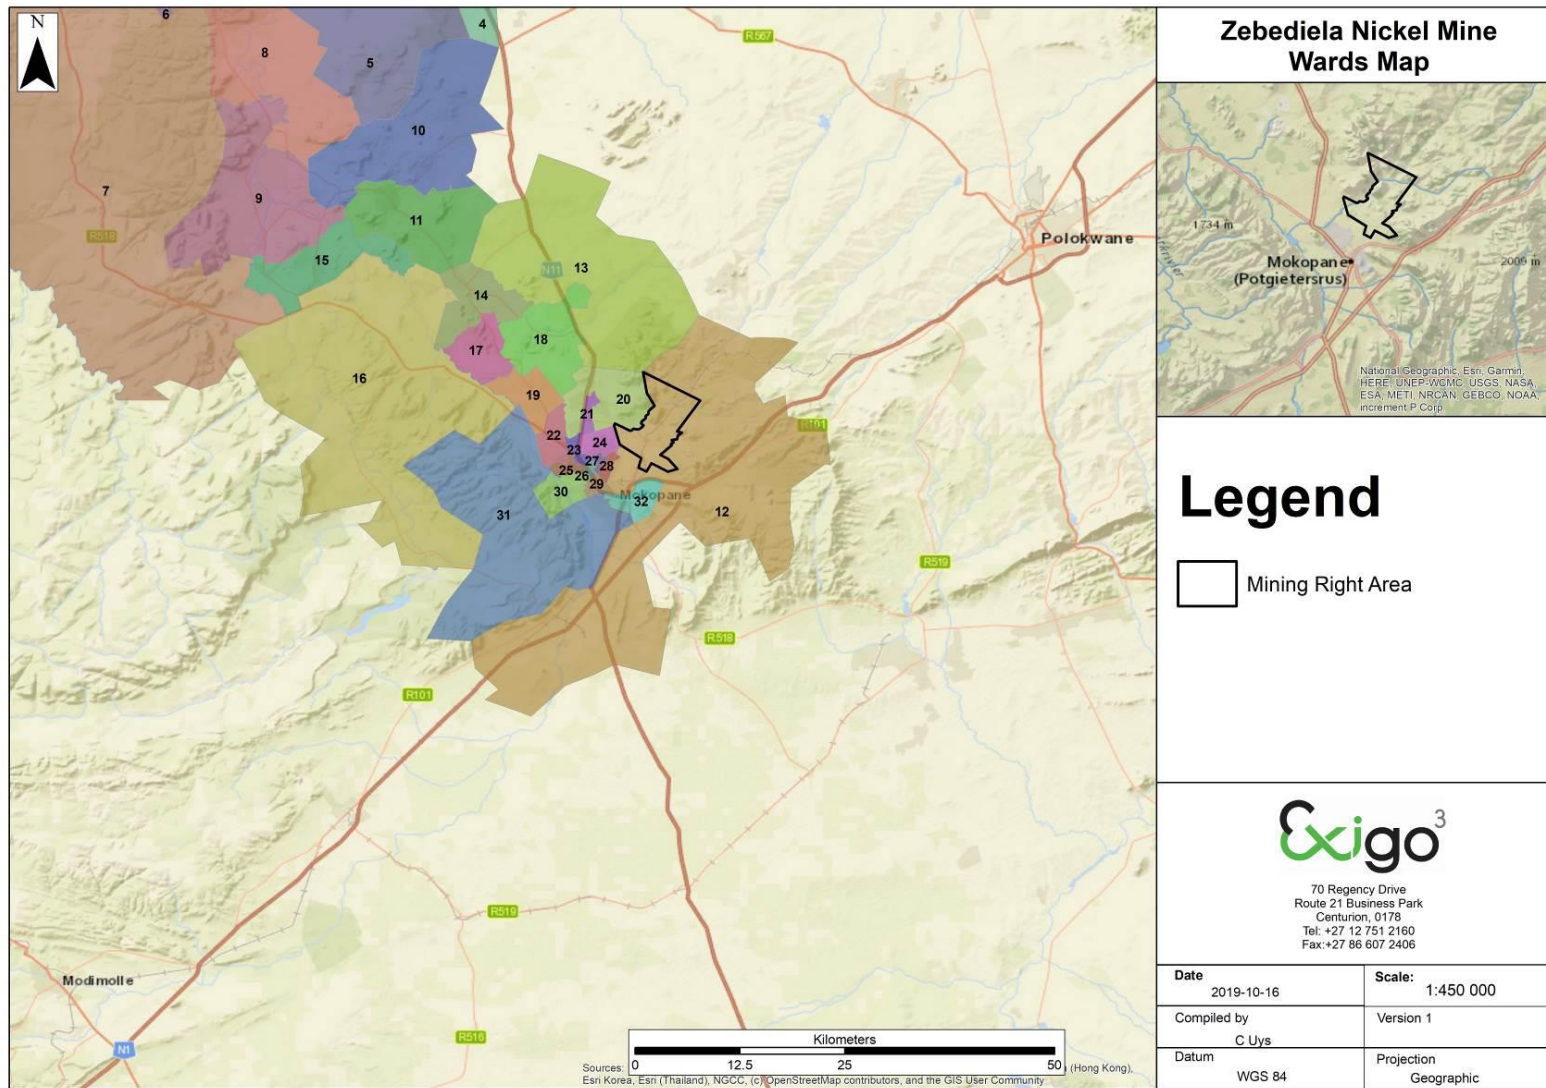 N
6
8
5
4
10
R567
7
9
11
R518
15
Polokwane
N11
13
14
18
17
16
19
20
21
R101
22
24
23
27
28
25
26
29
30
Mokopane
32
31
12
R519
R518
R101
R519
Modimolle
R516
N1
Kilometers
0 12.5 25 50
Sources:
(Hong Kong),
Esri Korea, Esri (Thailand), NGCC, (c) OpenStreetMap contributors, and the GIS User Community
Zebediela Nickel Mine
Wards Map
1734 m
Mokopane
(Potgietersrus)
2009 m
National Geographic, Esri, Garmin,
HERE, UNEP-WCMC, USGS, NASA,
ESA, METI, NRCAN, GEBCO, NOAA,
increment P Corp.
Legend
Mining Right Area
Exigo3
70 Regency Drive
Route 21 Business Park
Centurion, 0178
Tel: +27 12 751 2160
Fax:+27 86 607 2406
Date
2019-10-16
Scale:
1:450 000
Compiled by
C Uys
Version 1
Datum
WGS 84
Projection
Geographic